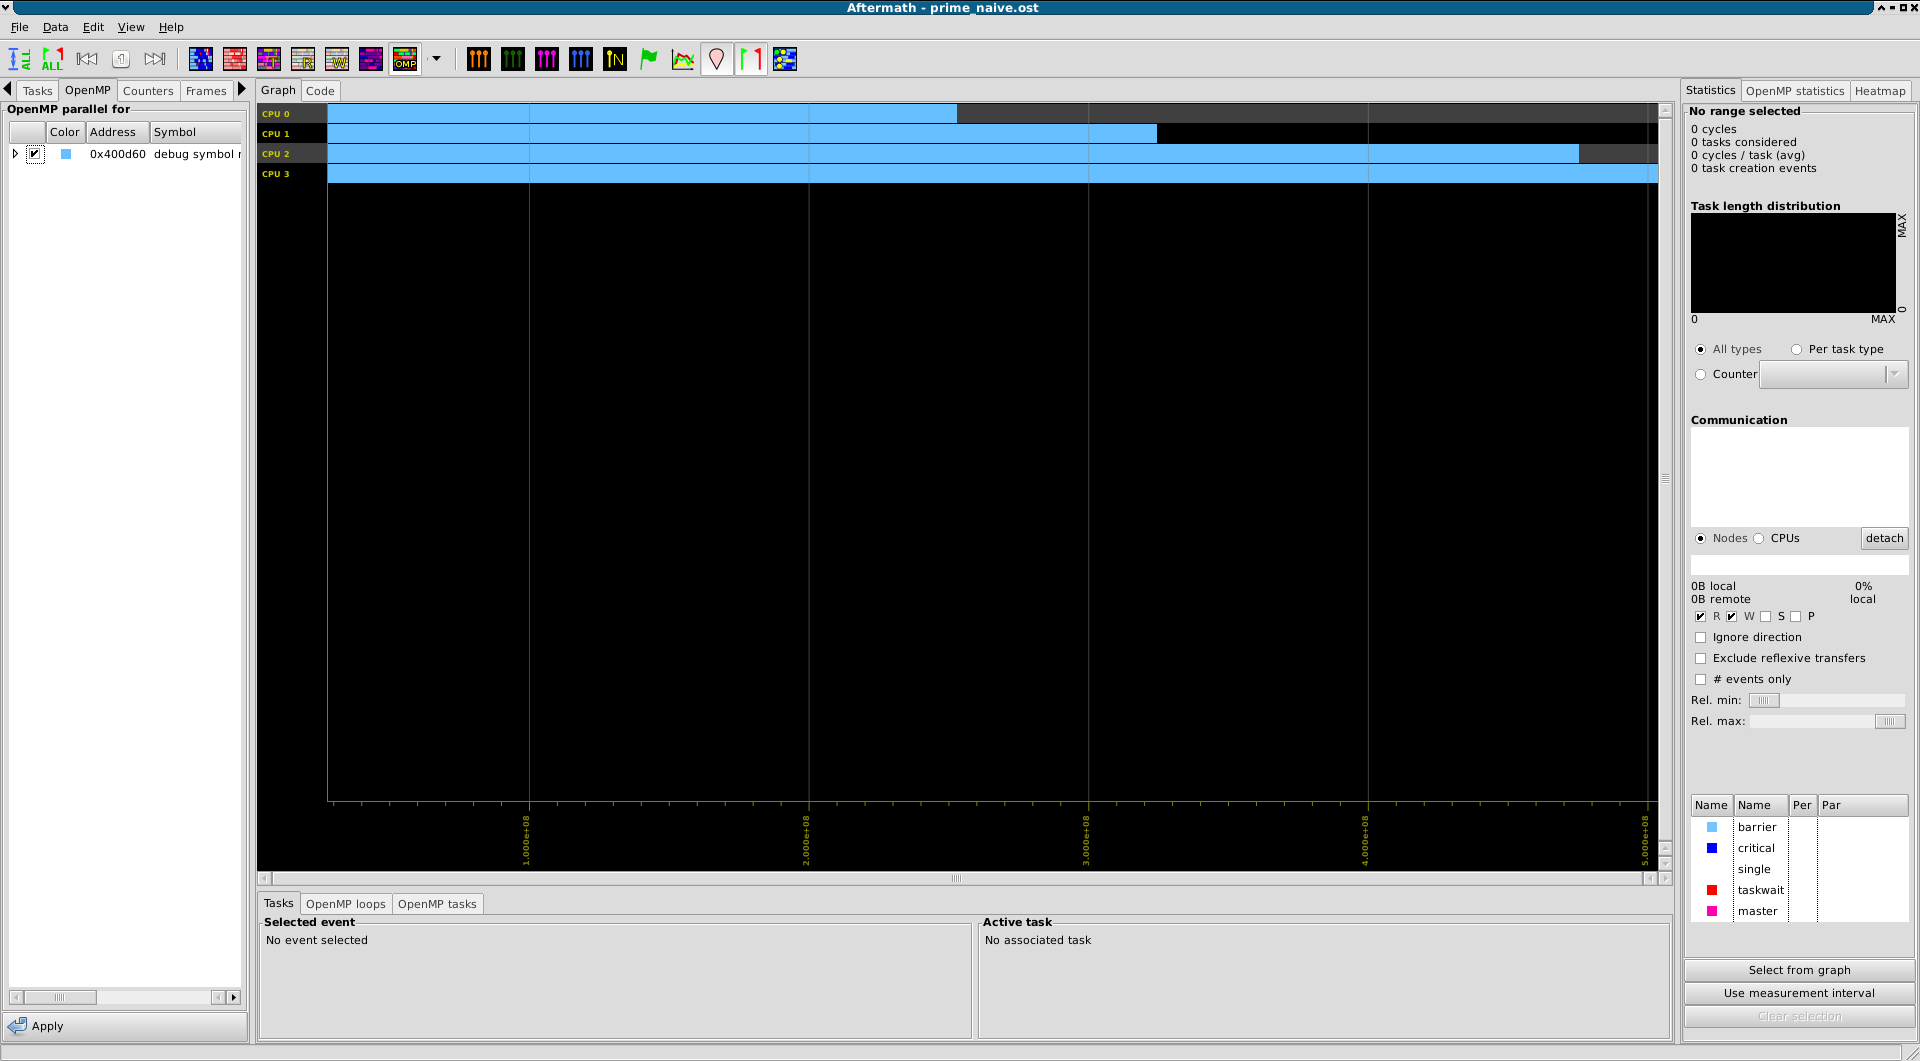 Aftermath - prime_naive.ost
File Data Edit View Help
ALL
ALL
T
R
W
OMP
N
Tasks OpenMP Counters Frames
OpenMP parallel for
Color Address Symbol
0x400d60 debug symbol
Apply
Graph Code
CPU 0
CPU 1
CPU 2
CPU 3
1.000e+08 2.000e+08 3.000e+08 4.000e+08 5.000e+08
Tasks OpenMP loops OpenMP tasks
Selected event
No event selected
Active task
No associated task
Statistics OpenMP statistics Heatmap
No range selected
0 cycles
0 tasks considered
0 cycles / task (avg)
0 task creation events
Task length distribution
MAX
0
0 MAX
All types Per task type
Counter
Communication
Nodes CPUs detach
0B local 0%
0B remote local
R W S P
Ignore direction
Exclude reflexive transfers
# events only
Rel. min:
Rel. max:
Name Name Per Par
barrier
critical
single
taskwait
master
Select from graph
Use measurement interval
Clear selection